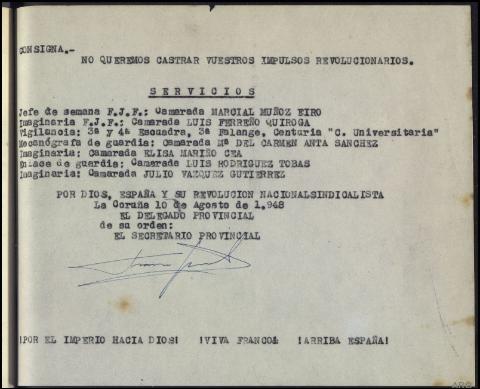 CONSIGNA.-
NO QUEREMOS CASTRAR VUESTROS IMPULSOS REVOLUCIONARIOS.
SERVICIOS
Jefe de semana F.J.F.: Camarada MARCIAL MUÑOZ EIRO
Imaginaria F.J.F: Camarada LUIS FERREÑO QUIROGA
Vigilancia: 3ª y 4ª Escuadra, 3ª Falange, Centuria "C. Universitaria"
Mecanógrafa de guardia: Camarada Mª DEL CARMEN ANTA SANCHEZ
Imaginaria: Camarada ELISA MARIÑO CEA
Enlace de guardia: Camarada LUIS RODRIGUEZ TOBAS
Imaginaria: Camarada JULIO VAZQUEZ GUTIERREZ
POR DIOS, ESPAÑA Y SU REVOLUCION NACIONALSINDICALISTA
La Coruña 10 de Agosto de 1.948
EL DELEGADO PROVINCIAL
de su orden:
EL SECRETARIO PROVINCIAL
¡POR EL IMPERIO HACIA DIOS! ¡VIVA FRANCO! ¡ARRIBA ESPAÑA!